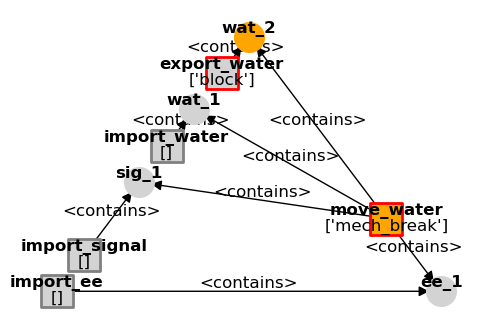 wat_2
<contains>
export_water
['block']
wat_1
<contains>
<contains>
import_water
[]
<contains>
sig_1
<contains>
<contains>
move_water
['mech_break']
import_signal
[]
<contains>
import_ee
[]
<contains>
ee_1